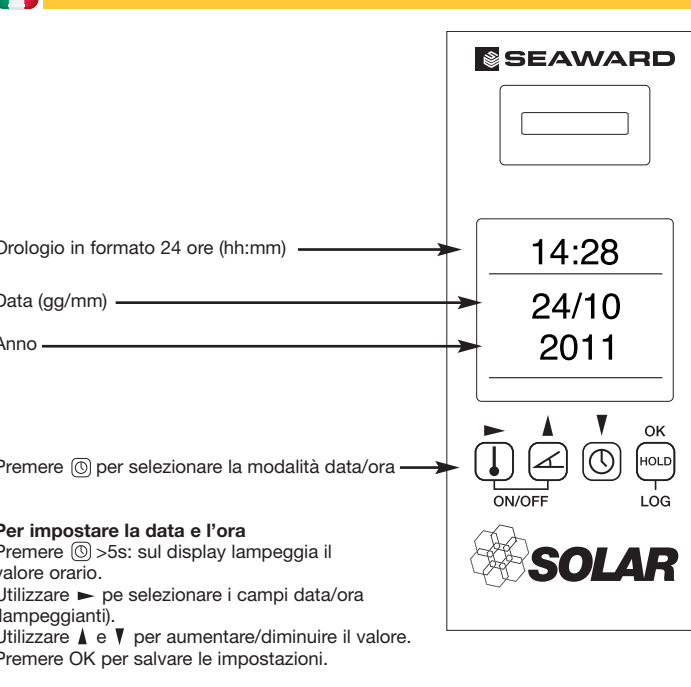 SEAWARD
Orologio in formato 24 ore (hh:mm)
14:28
Data (gg/mm)
24/10
Anno
2011
OK
Premere per selezionare la modalità data/ora
HOLD
ON/OFF
LOG
Per impostare la data e l’ora
Premere >5s: sul display lampeggia il
valore orario.
Utilizzare ► pe selezionare i campi data/ora
lampeggianti).
Utilizzare ▲ e ▼ per aumentare/diminuire il valore.
Premere OK per salvare le impostazioni.
SOLAR